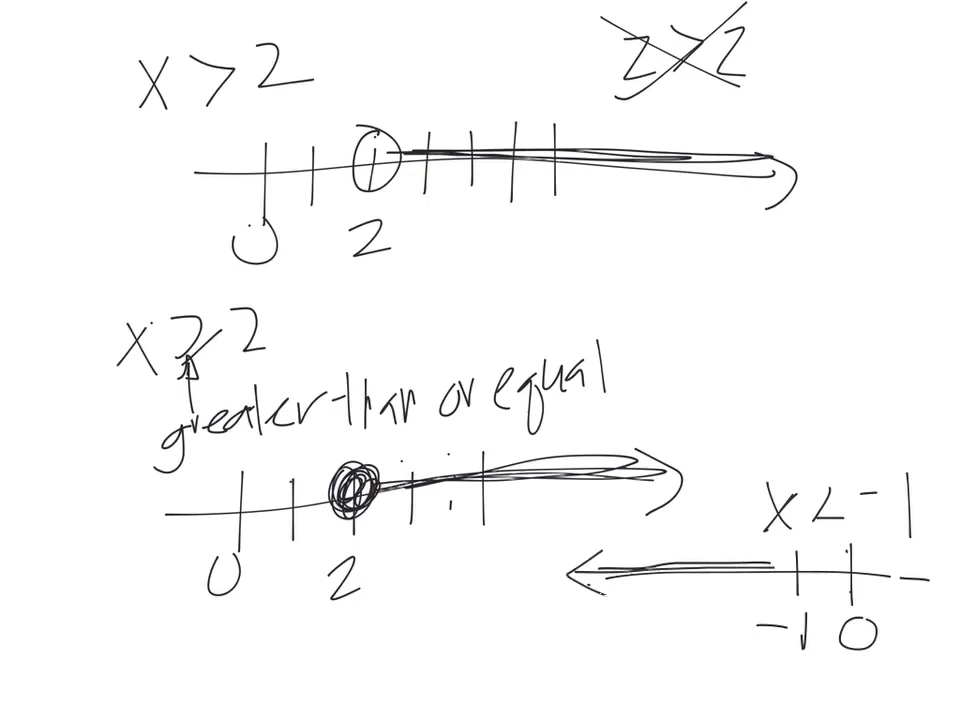 x > 2
2 > 2
0 2
x ≥ 2
greater than or equal
0 2
x < -1
-1 0